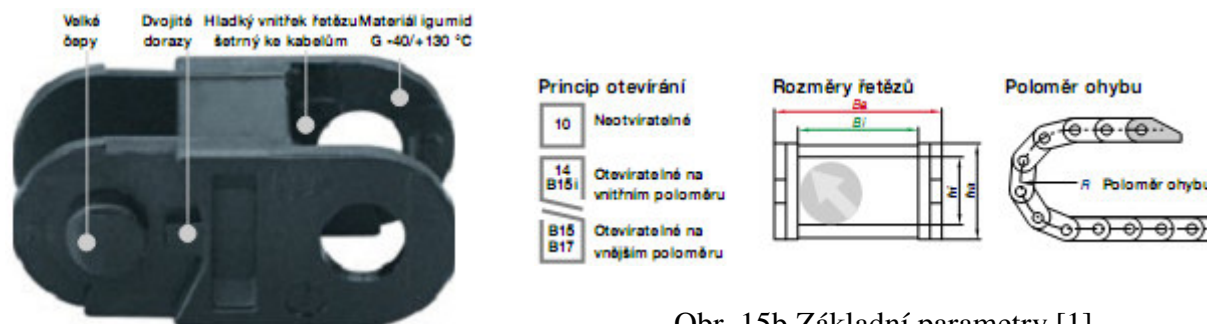 Velké čepy
Dvojité dorazy
Hladký vnitřek řetězu šetrný ke kabelům
Materiál igumid G -40/+130 °C
Princip otevírání
10
Neotvíratelné
14
B15i
Otevíratelné na
vnitřním poloměru
B15
B17
Otevíratelné na
vnějším poloměru
Rozměry řetězů
Ba
Bi
hi
ha
Poloměr ohybu
R Poloměr ohybu
Obr. 15b Základní parametry [1]